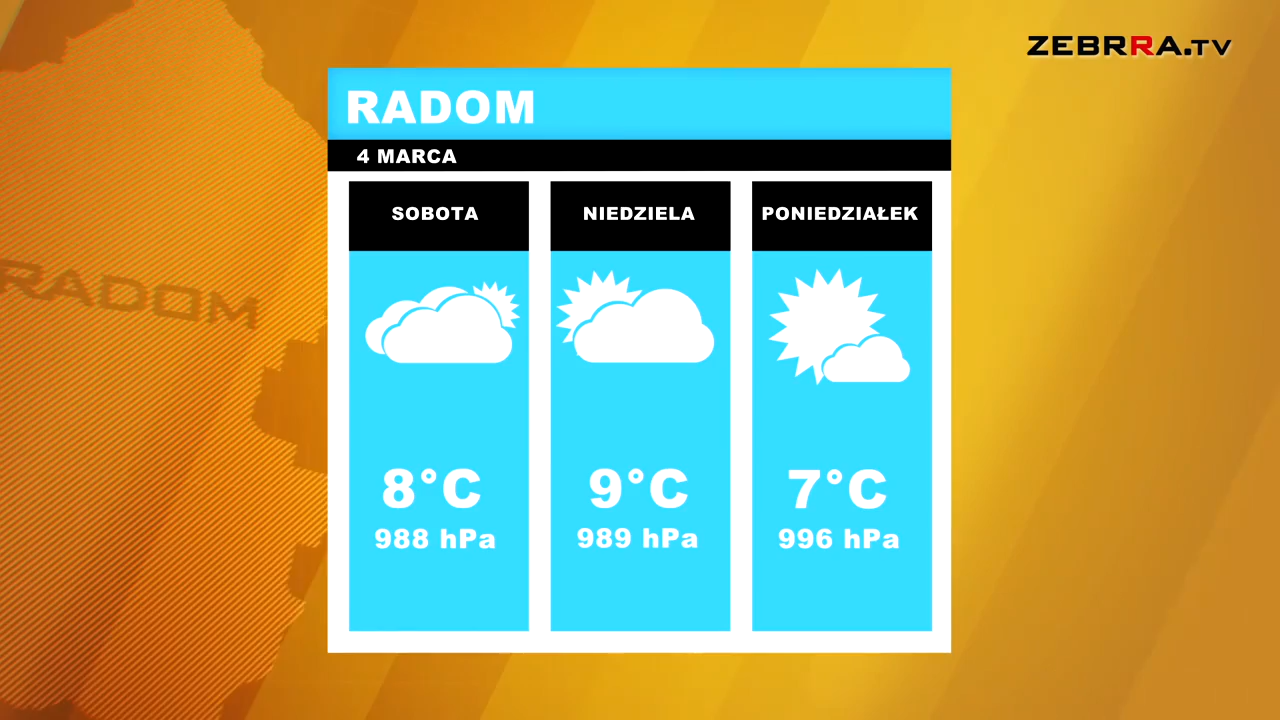 ZEBRRA.TV
RADOM
4 MARCA
SOBOTA
NIEDZIELA
PONIEDZIAŁEK
RADOM
8°C
9°C
7°C
988 hPa
989 hPa
996 hPa